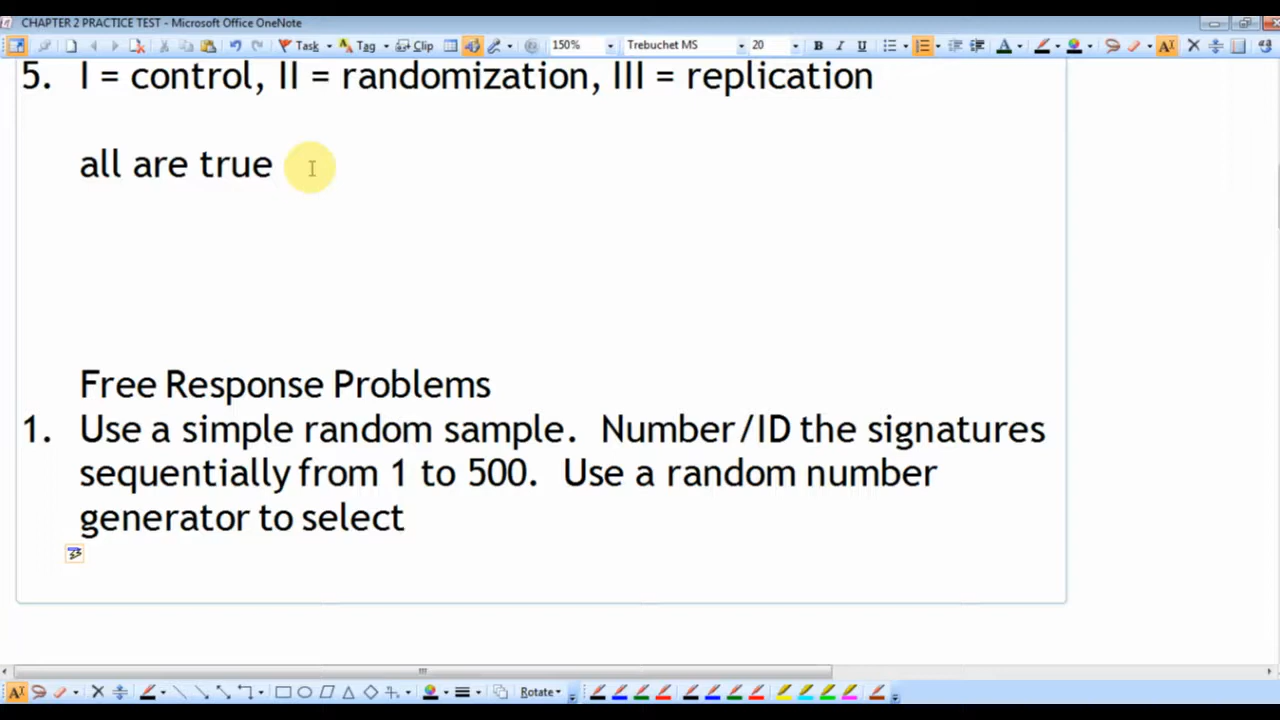 CHAPTER 2 PRACTICE TEST - Microsoft Office OneNote
Task Tag Clip 150% Trebuchet MS 20 B I U A A
5. I = control, II = randomization, III = replication
all are true
Free Response Problems
1. Use a simple random sample. Number/ID the signatures
sequentially from 1 to 500. Use a random number
generator to select
A Rotate